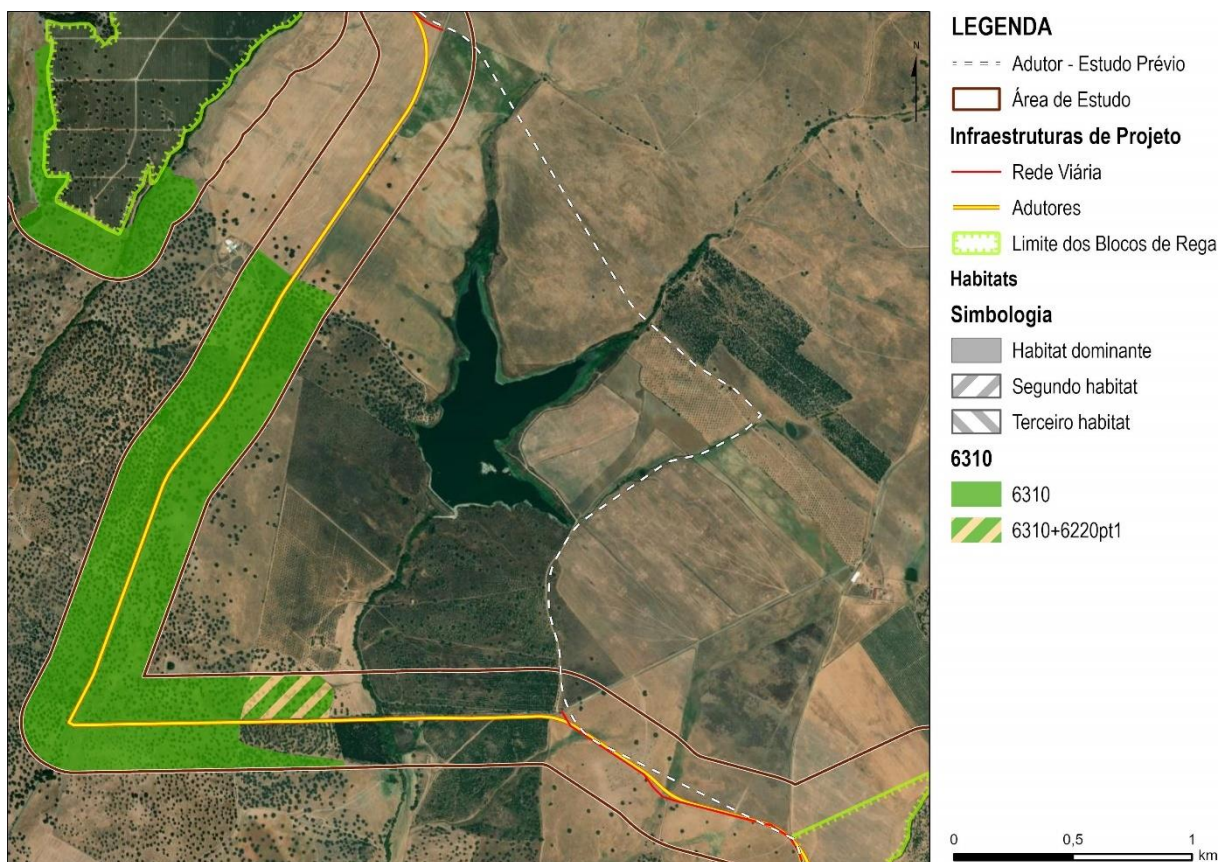 N
LEGENDA
Adutor - Estudo Prévio
Área de Estudo
Infraestruturas de Projeto
Rede Viária
Adutores
Limite dos Blocos de Rega
Habitats
Simbologia
Habitat dominante
Segundo habitat
Terceiro habitat
6310
6310
6310+6220pt1
0 0,5 1
km